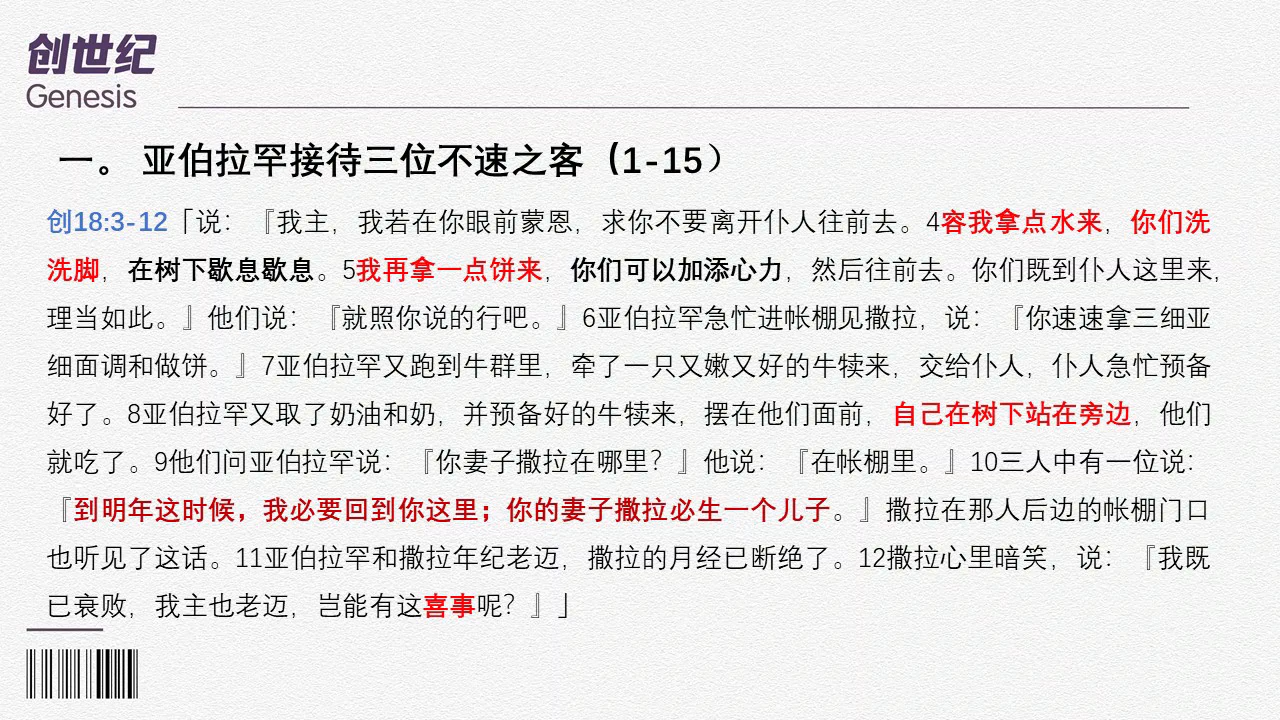 创世纪
Genesis
一。 亚伯拉罕接待三位不速之客（1-15）
创18:3-12「说：『我主，我若在你眼前蒙恩，求你不要离开仆人往前去。4容我拿点水来，你们洗
洗脚，在树下歇息歇息。5我再拿一点饼来，你们可以加添心力，然后往前去。你们既到仆人这里来，
理当如此。』他们说：『就照你说的行吧。』6亚伯拉罕急忙进帐棚见撒拉，说：『你速速拿三细亚
细面调和做饼。』7亚伯拉罕又跑到牛群里，牵了一只又嫩又好的牛犊来，交给仆人，仆人急忙预备
好了。8亚伯拉罕又取了奶油和奶，并预备好的牛犊来，摆在他们面前，自己在树下站在旁边，他们
就吃了。9他们问亚伯拉罕说：『你妻子撒拉在哪里？』他说：『在帐棚里。』10三人中有一位说：
『到明年这时候，我必要回到你这里；你的妻子撒拉必生一个儿子。』撒拉在那人后边的帐棚门口
也听见了这话。11亚伯拉罕和撒拉年纪老迈，撒拉的月经已断绝了。12撒拉心里暗笑，说：『我既
已衰败，我主也老迈，岂能有这喜事呢？』」